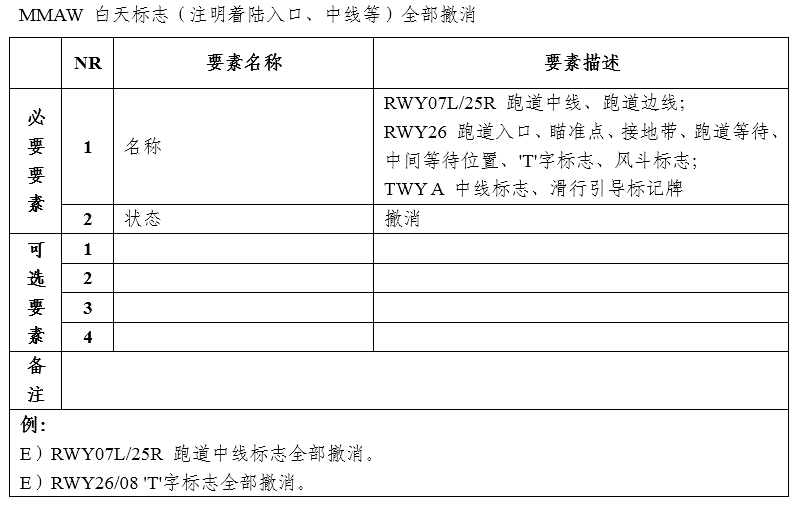 MMAW 白天标志（注明着陆入口、中线等）全部撤消
NR 要素名称 要素描述
必要要素
1 名称
RWY07L/25R 跑道中线、跑道边线；
RWY26 跑道入口、瞄准点、接地带、跑道等待、
中间等待位置、'T'字标志、风斗标志；
TWY A 中线标志、滑行引导标记牌
2 状态 撤消
可选要素
1
2
3
4
备注
例：
E）RWY07L/25R 跑道中线标志全部撤消。
E）RWY26/08 'T'字标志全部撤消。